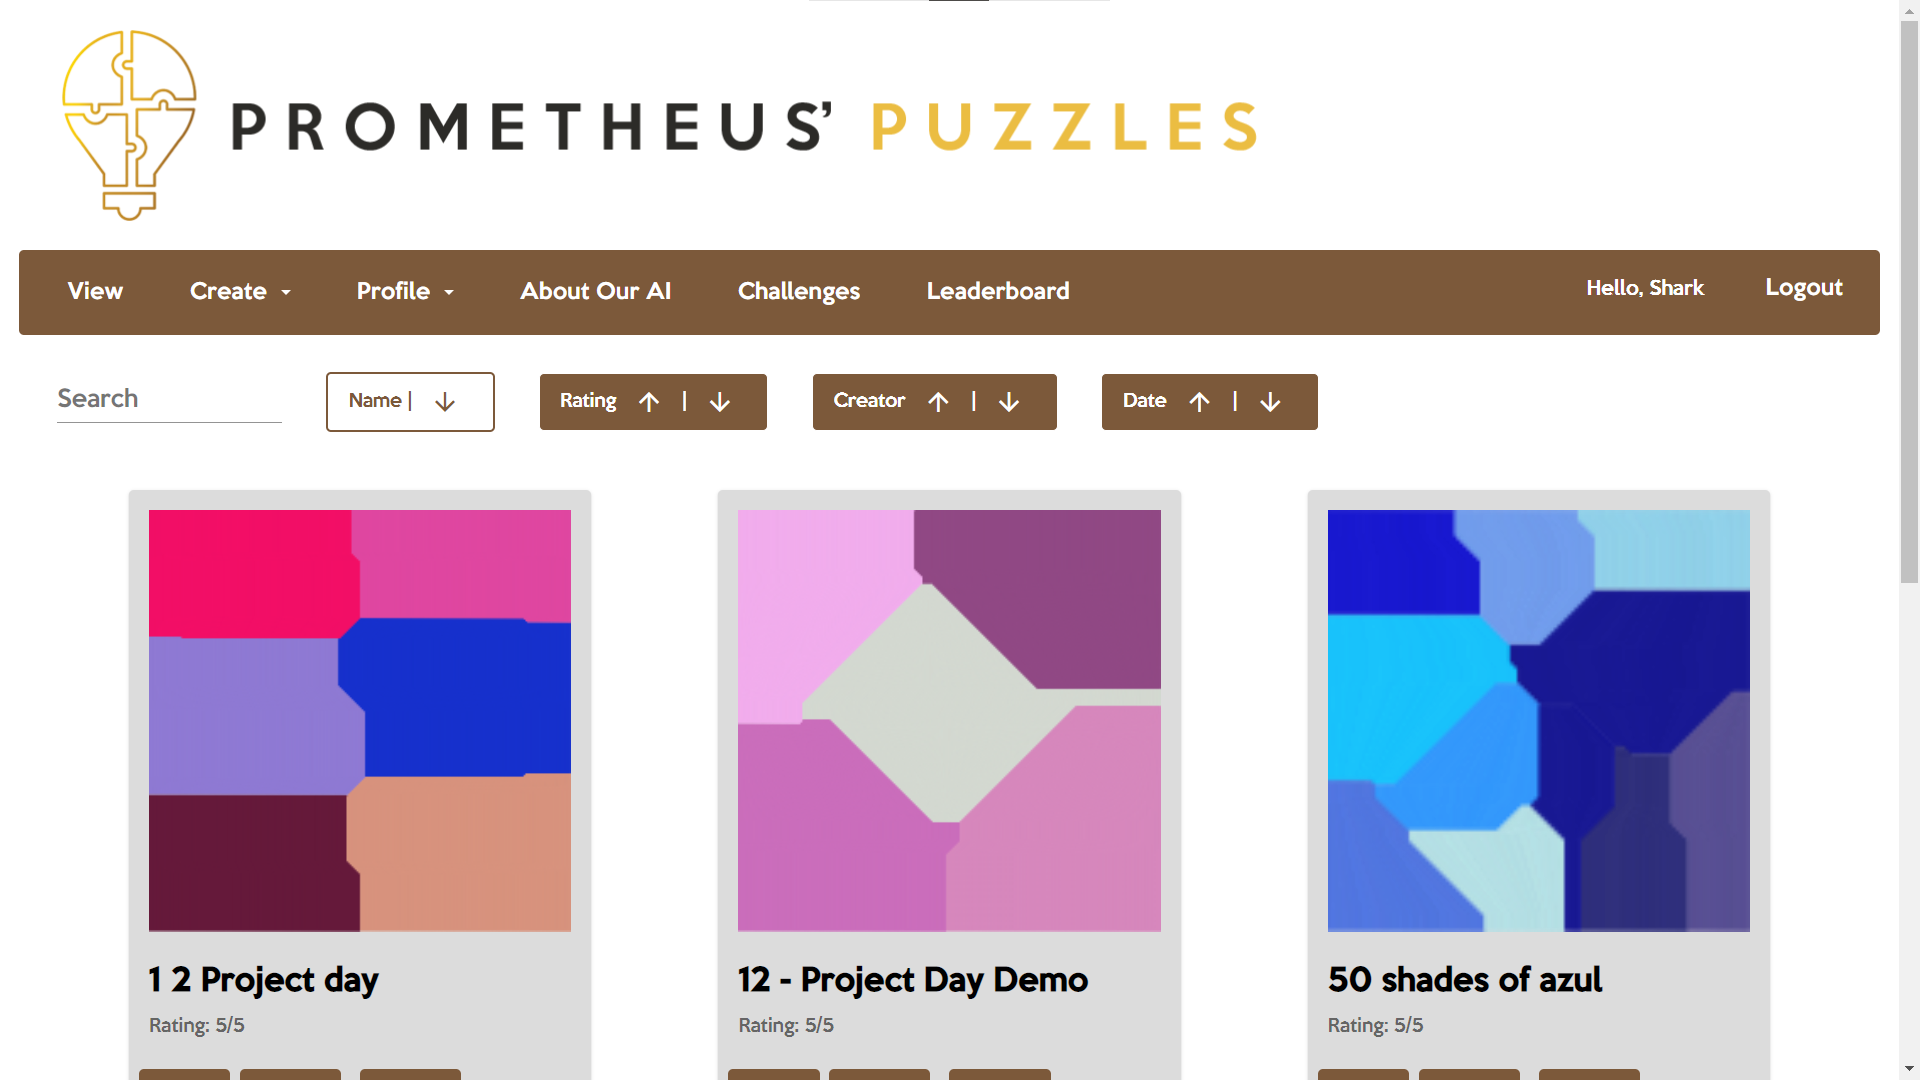 PROMETHEUS’ PUZZLES
View Create Profile About Our AI Challenges Leaderboard Hello, Shark Logout
Search Name | ↓ Rating ↑ | ↓ Creator ↑ | ↓ Date ↑ | ↓
1 2 Project day 12 - Project Day Demo 50 shades of azul
Rating: 5/5 Rating: 5/5 Rating: 5/5